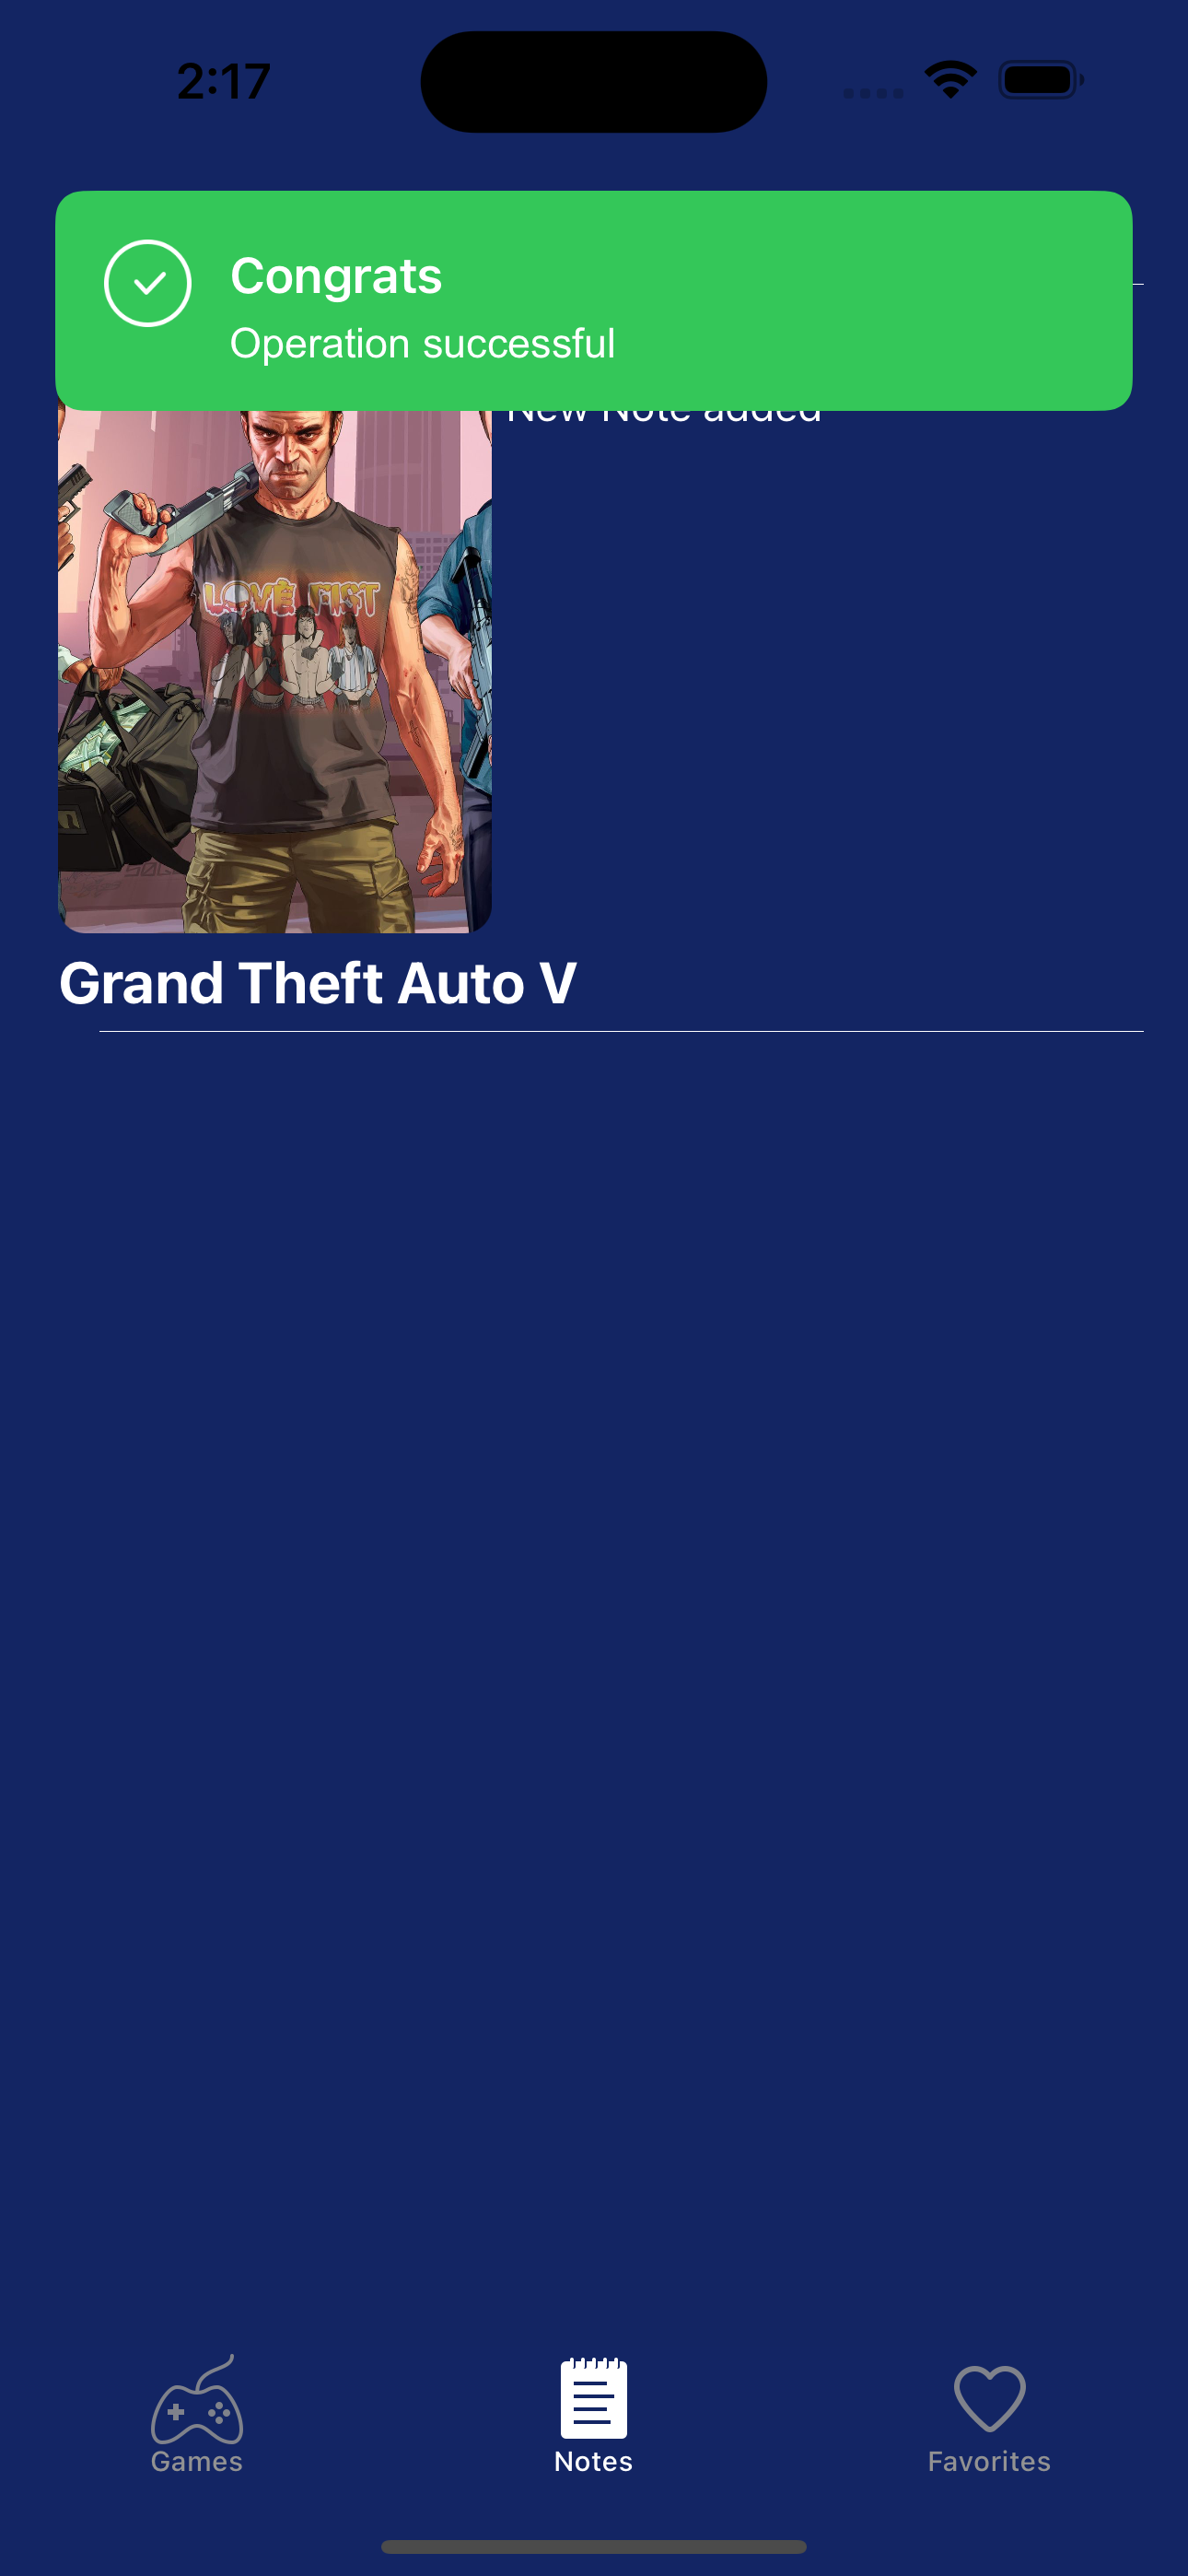 2:17
Congrats
Operation successful
New Note added
LOVE FIST
Grand Theft Auto V
Games
Notes
Favorites